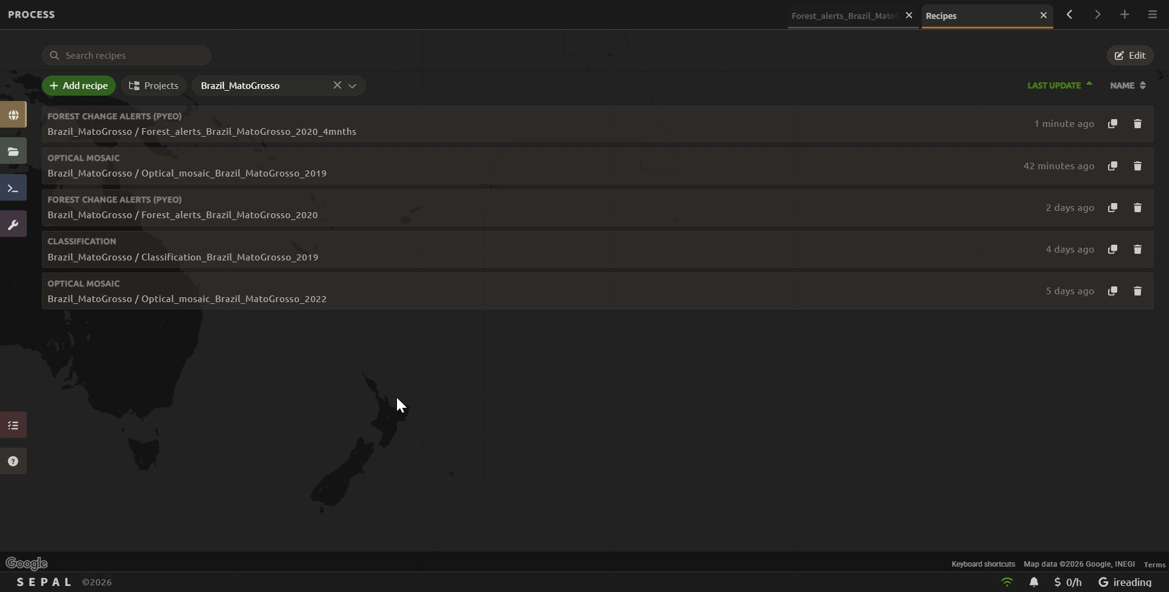 PROCESS
Forest_alerts_Brazil_Mato
Recipes
Search recipes
Edit
Add recipe
Projects
Brazil_MatoGrosso
LAST UPDATE
NAME
FOREST CHANGE ALERTS (PYEO)
Brazil_MatoGrosso / Forest_alerts_Brazil_MatoGrosso_2020_4mnths
1 minute ago
OPTICAL MOSAIC
Brazil_MatoGrosso / Optical_mosaic_Brazil_MatoGrosso_2019
42 minutes ago
FOREST CHANGE ALERTS (PYEO)
Brazil_MatoGrosso / Forest_alerts_Brazil_MatoGrosso_2020
2 days ago
CLASSIFICATION
Brazil_MatoGrosso / Classification_Brazil_MatoGrosso_2019
4 days ago
OPTICAL MOSAIC
Brazil_MatoGrosso / Optical_mosaic_Brazil_MatoGrosso_2022
5 days ago
Google
Keyboard shortcuts
Map data ©2026 Google, INEGI
Terms
SEPAL ©2026
$ 0/h
G ireading